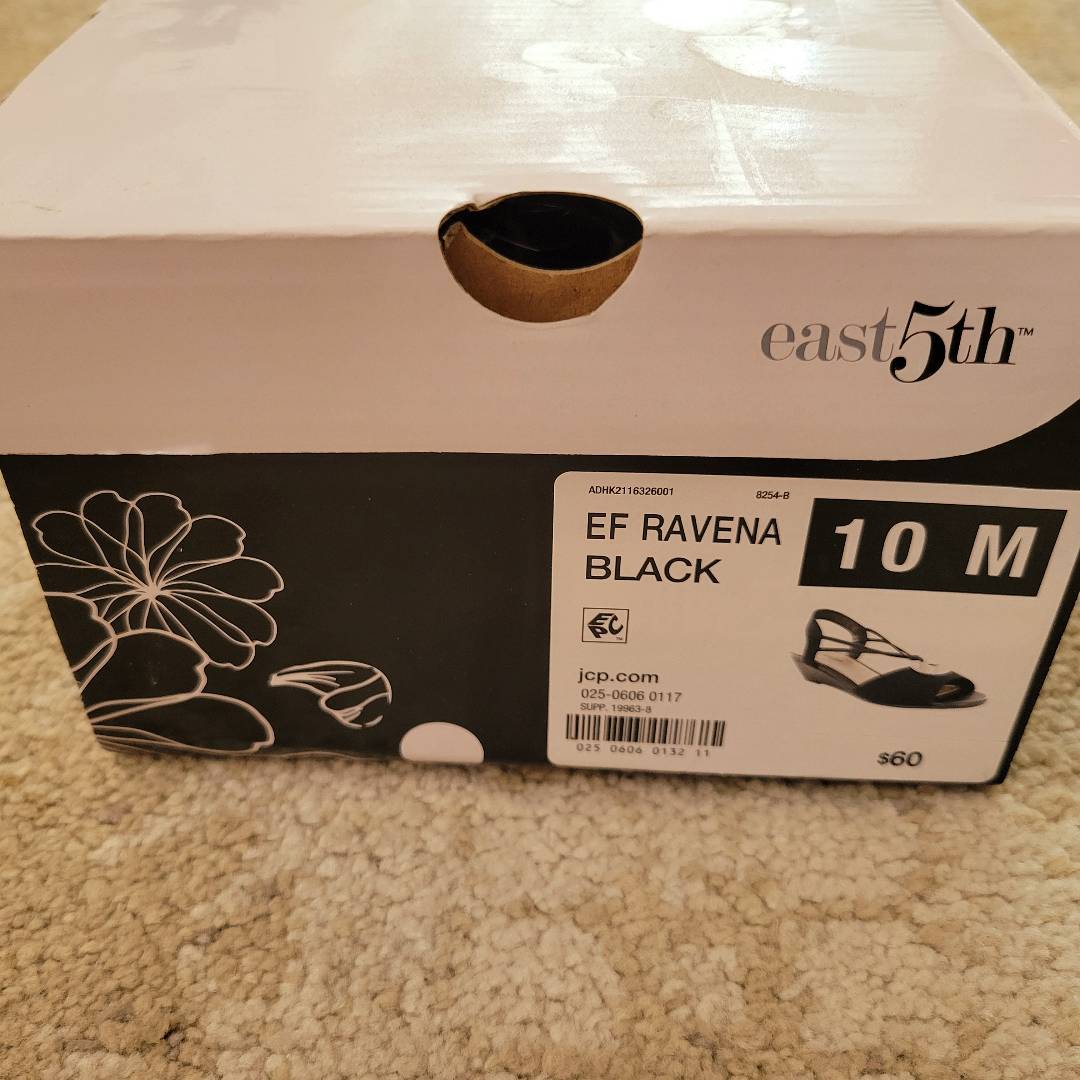 east5th™
ADHK2116326001 8254-B
EF RAVENA
BLACK
10 M
EPC™
jcp.com
025-0606 0117
SUPP. 19963-8
025 0606 0132 11
$60